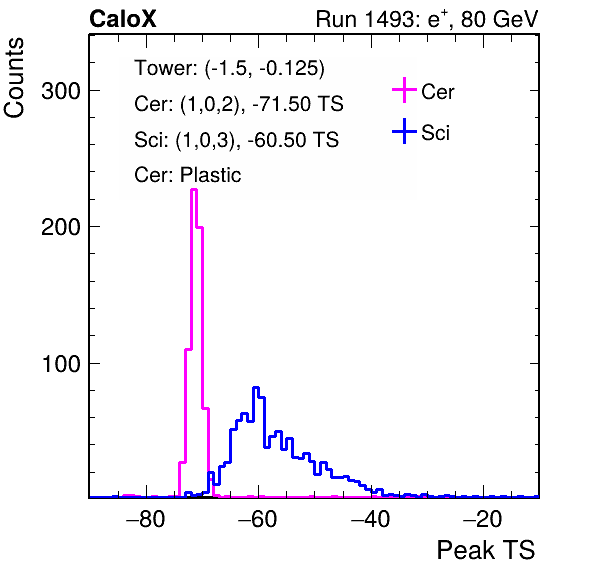 CaloX Run 1493: e+, 80 GeV
Counts
Tower: (-1.5, -0.125)
Cer: (1,0,2), -71.50 TS
Sci: (1,0,3), -60.50 TS
Cer: Plastic
Cer
Sci
300
200
100
−80 −60 −40 −20
Peak TS